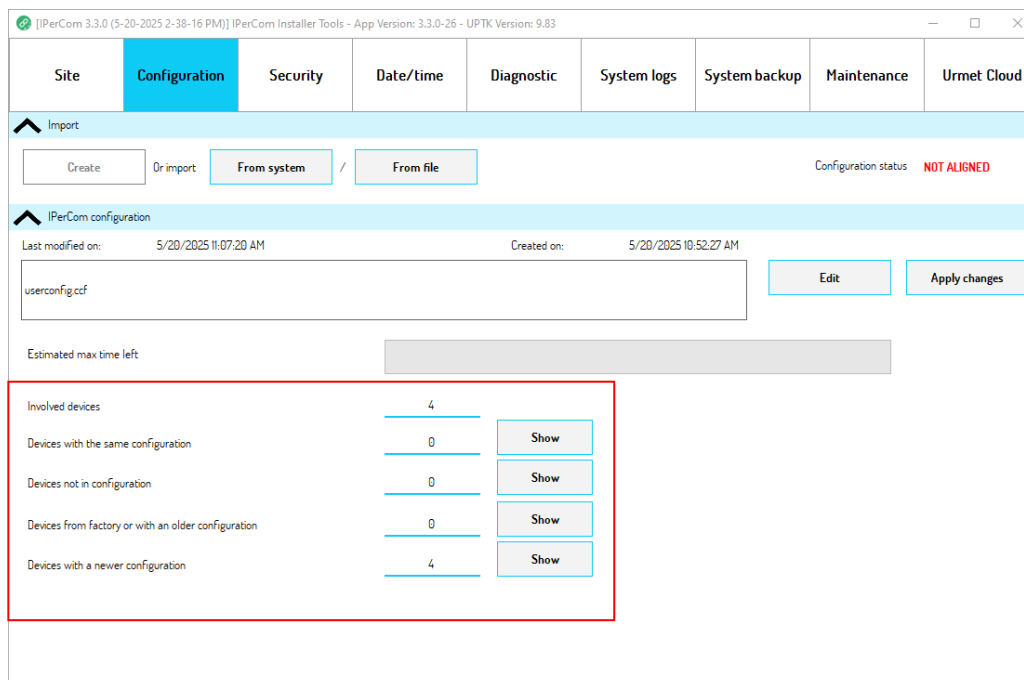 [IPerCom 3.3.0 (5-20-2025 2-38-16 PM)] IPerCom Installer Tools - App Version: 3.3.0-26 - UPTK Version: 9.83
Site Configuration Security Date/time Diagnostic System logs System backup Maintenance Urmet Cloud
Import
Create Or import From system / From file Configuration status NOT ALIGNED
IPerCom configuration
Last modified on: 5/20/2025 11:07:20 AM Created on: 5/20/2025 10:52:27 AM
userconfig.ccf Edit Apply changes
Estimated max time left
Involved devices 4
Devices with the same configuration 0 Show
Devices not in configuration 0 Show
Devices from factory or with an older configuration 0 Show
Devices with a newer configuration 4 Show